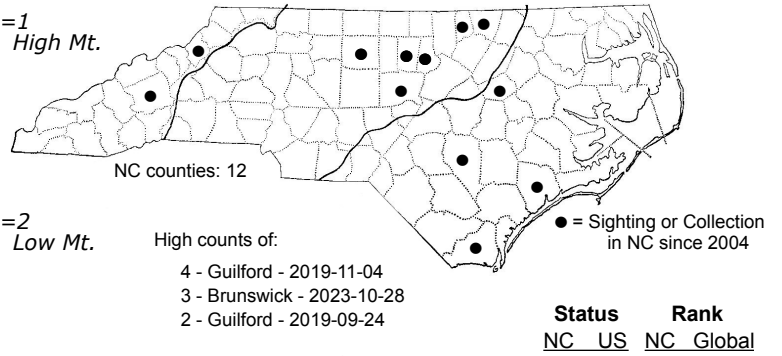 =1
High Mt.
NC counties: 12
=2
Low Mt.
High counts of:
4 - Guilford - 2019-11-04
3 - Brunswick - 2023-10-28
2 - Guilford - 2019-09-24
● = Sighting or Collection
in NC since 2004
Status Rank
NC US NC Global